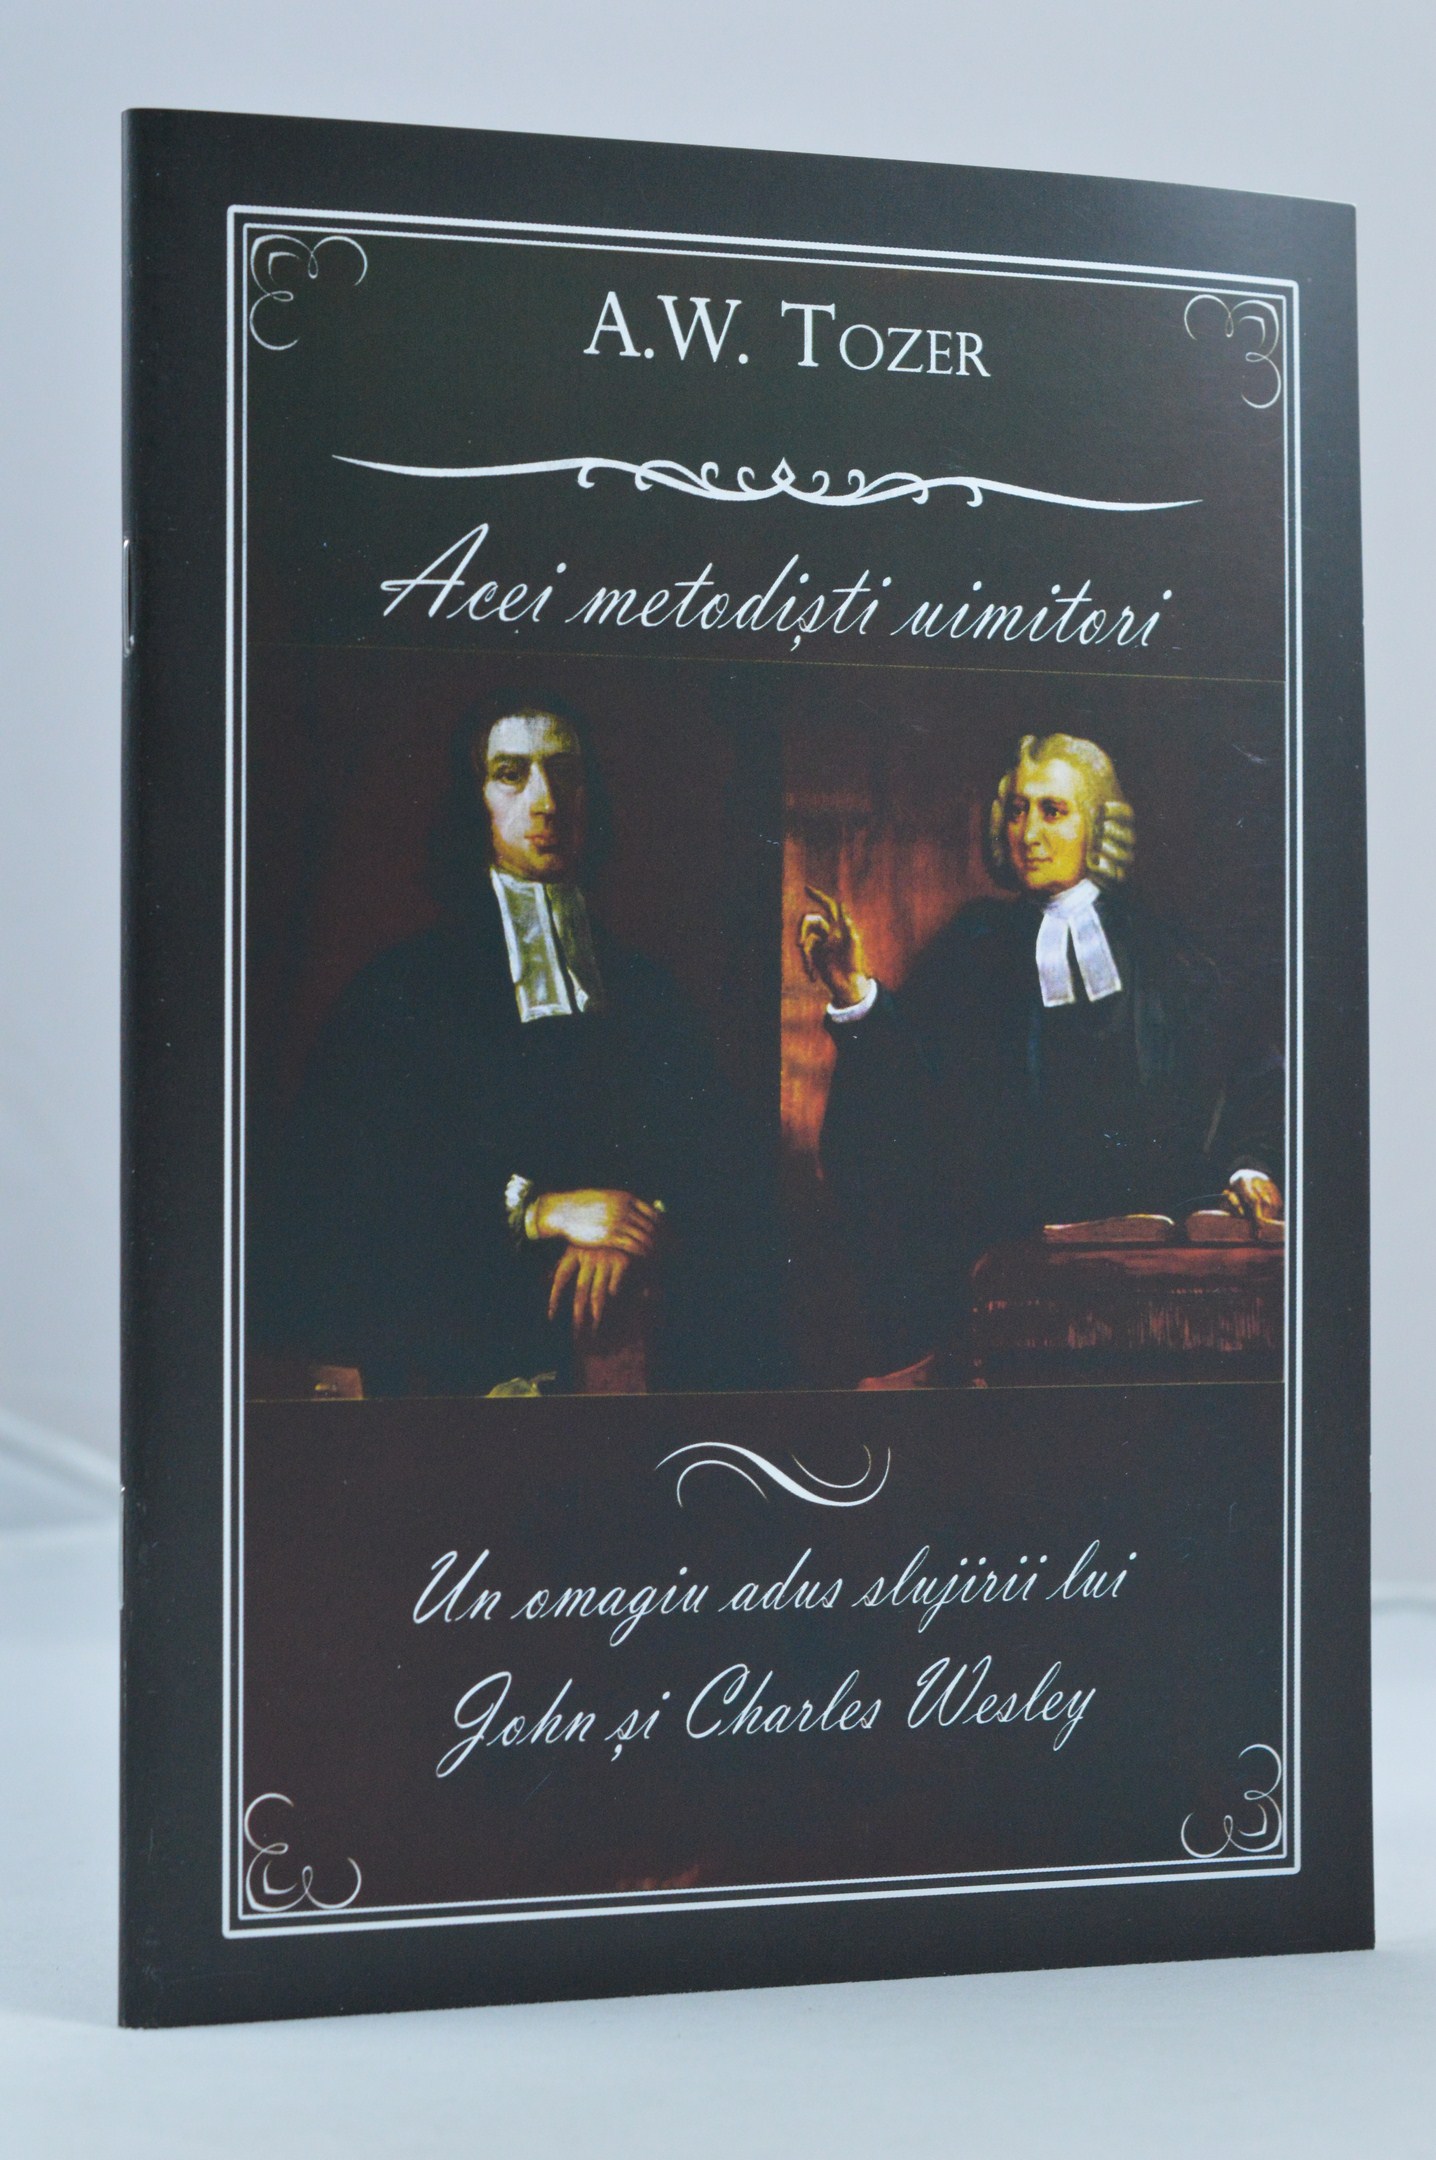 A.W. TOZER
Acei metodiști uimitori
Un omagiu adus slujirii lui
John și Charles Wesley